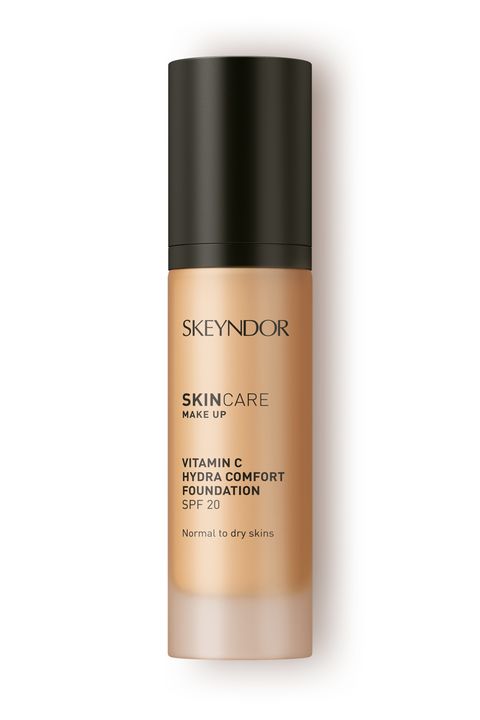 SKEYNDOR
SKINCARE
MAKE UP
VITAMIN C
HYDRA COMFORT
FOUNDATION
SPF 20
Normal to dry skins